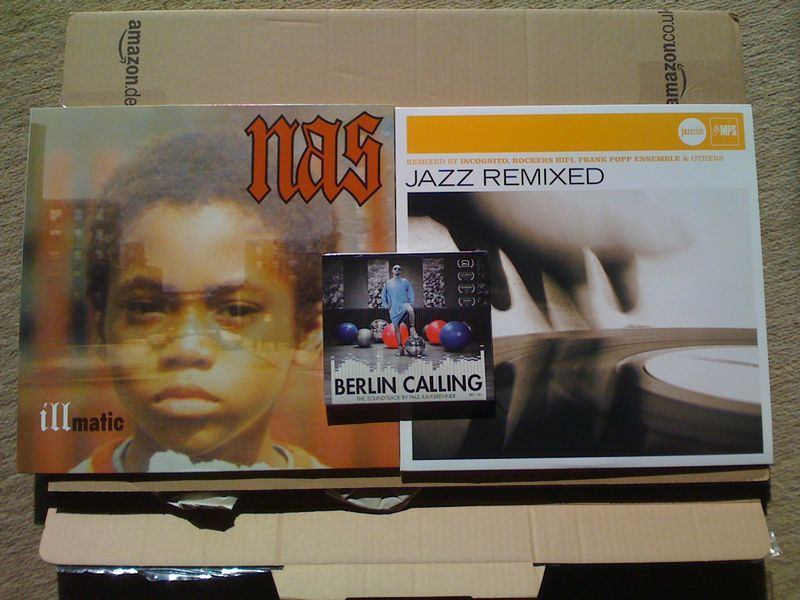 amazon.de
amazon.co.uk
nas
illmatic
jazzclub
MPS
REMIXED BY INCOGNITO, ROCKERS HIFI, FRANK POPP ENSEMBLE & OTHERS
JAZZ REMIXED
BERLIN CALLING
THE SOUNDTRACK BY PAUL KALKBRENNER